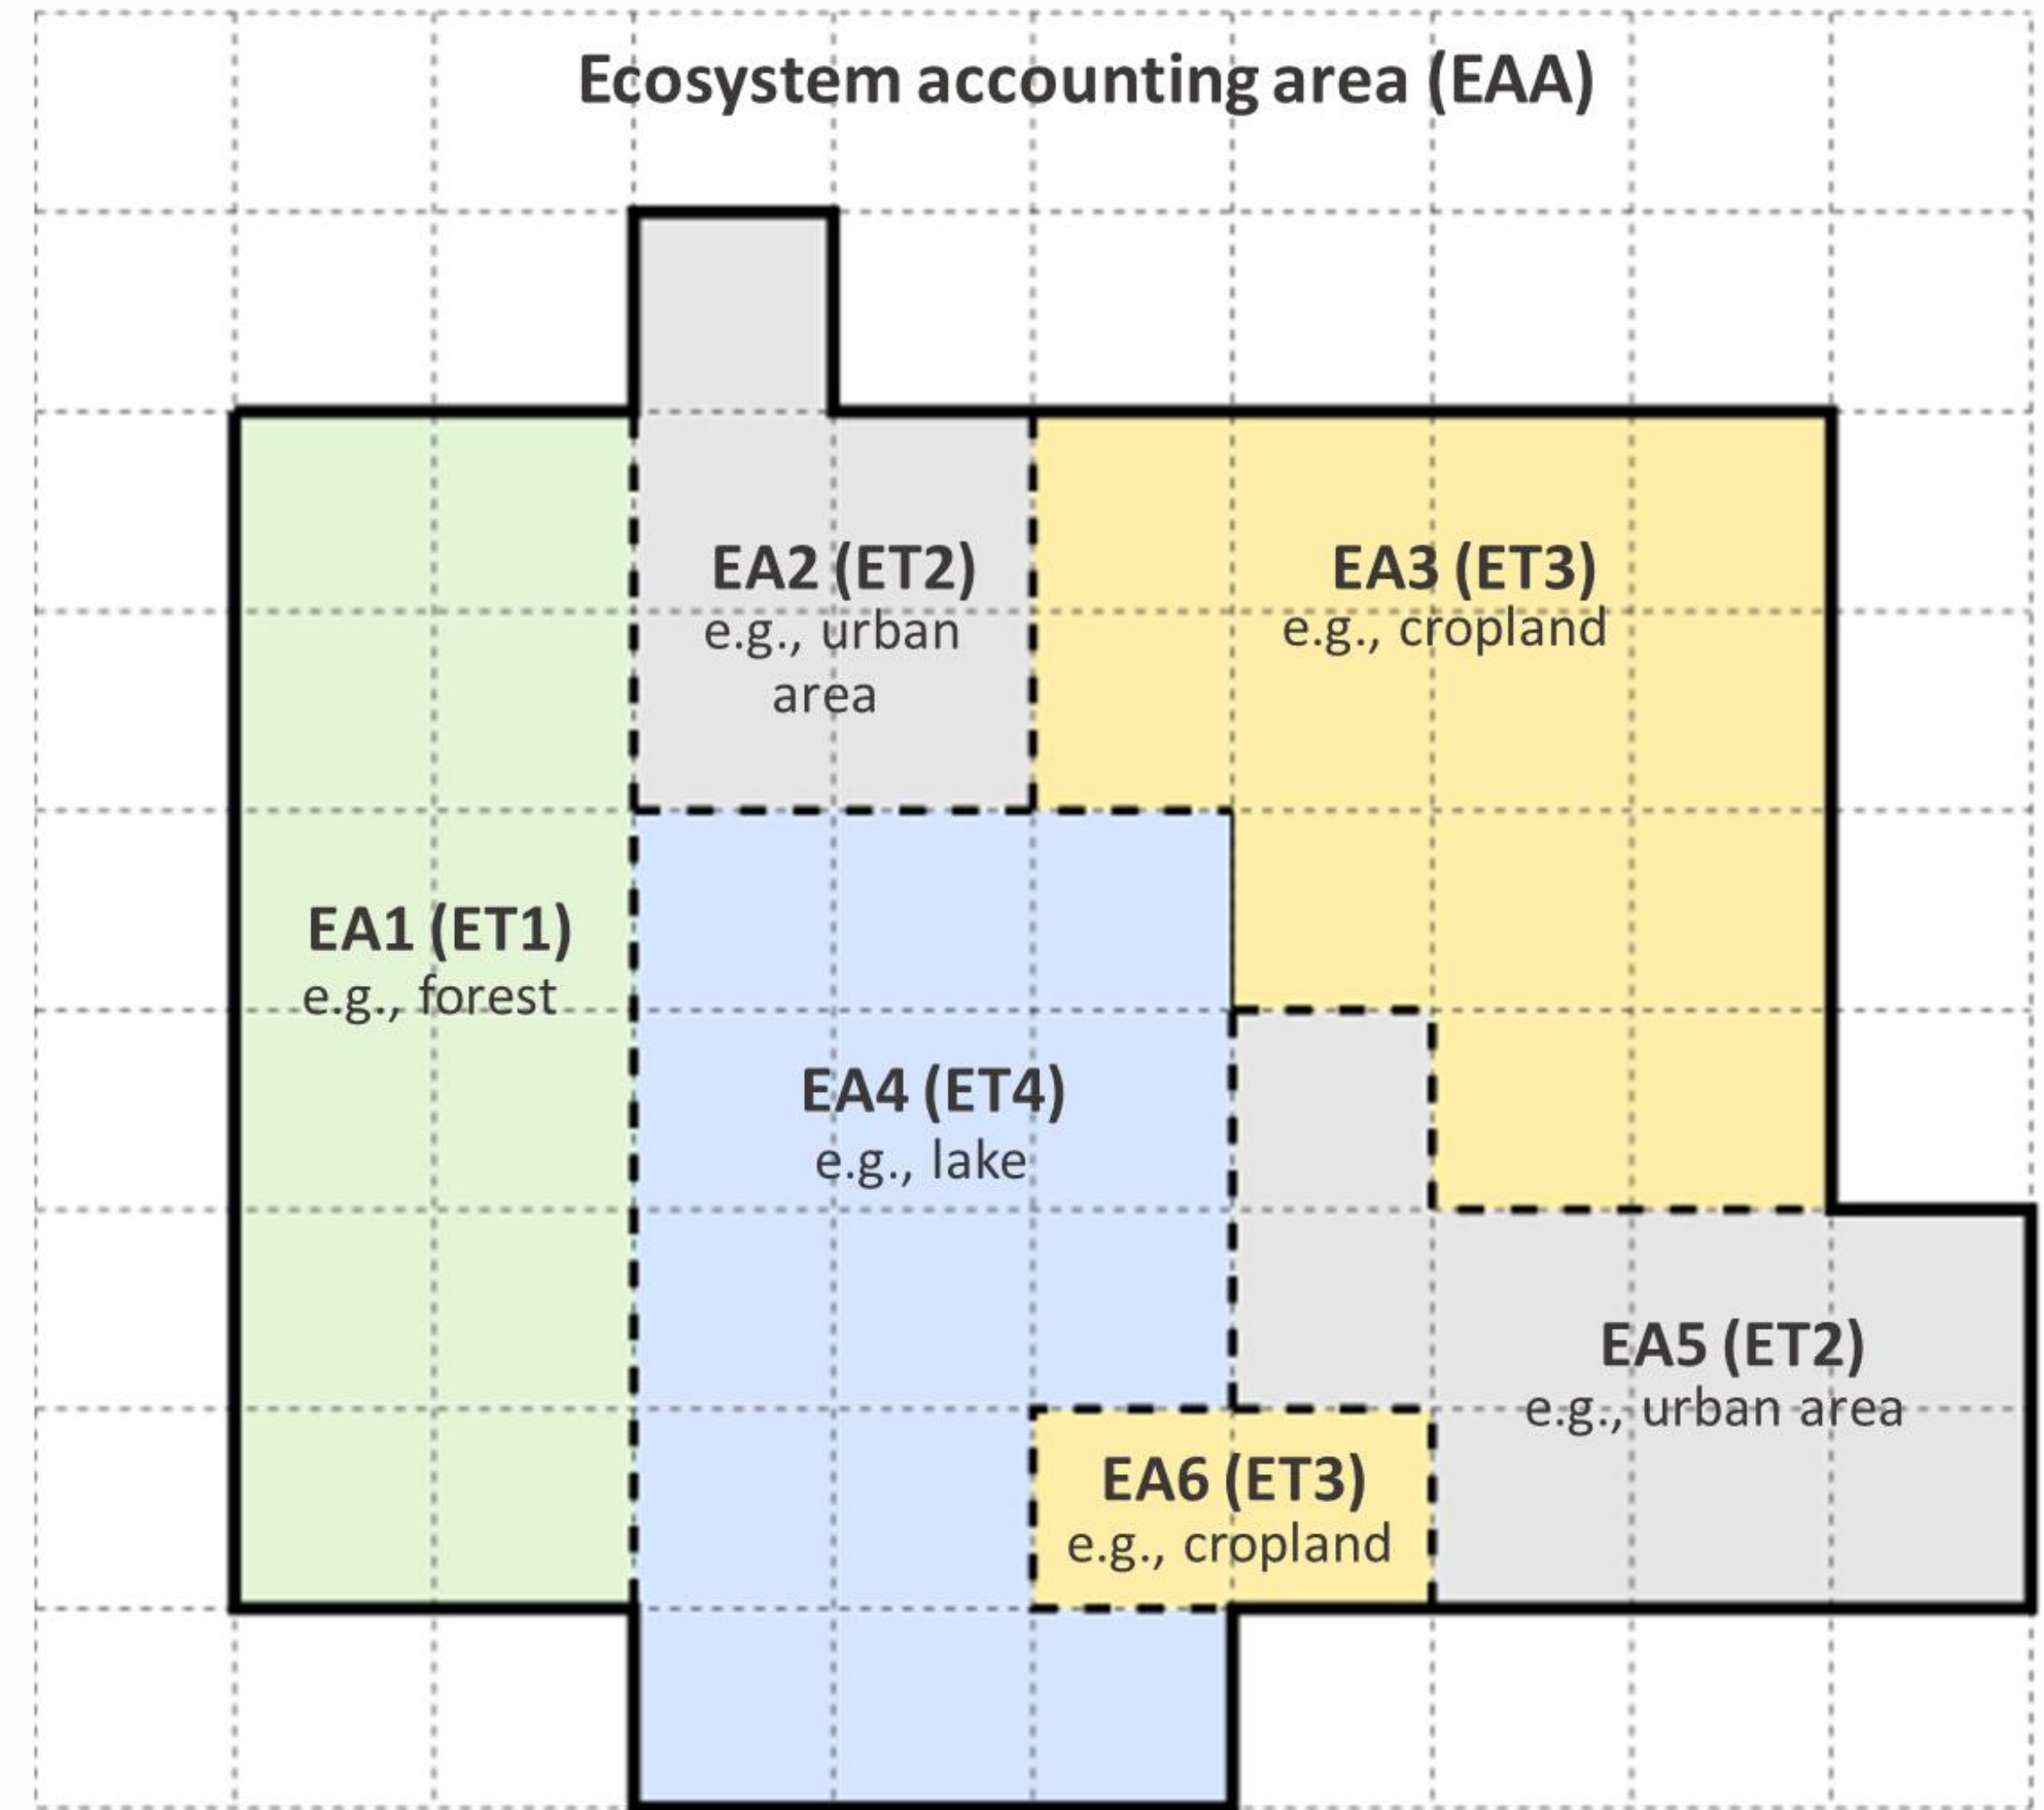 Ecosystem accounting area (EAA)
EA2 (ET2)
e.g., urban
area
EA3 (ET3)
e.g., cropland
EA1 (ET1)
e.g., forest
EA4 (ET4)
e.g., lake
EA5 (ET2)
e.g., urban area
EA6 (ET3)
e.g., cropland